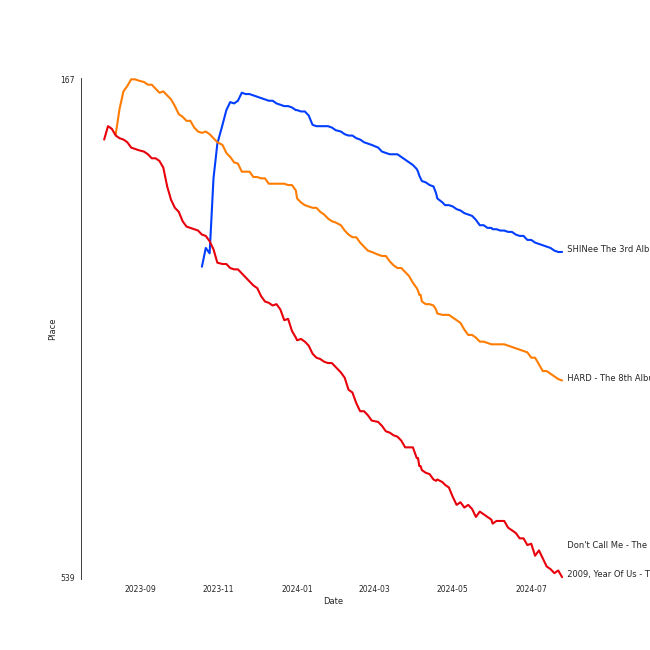 167
SHINee The 3rd Alb
Place
HARD - The 8th Albu
Don't Call Me - The
539
2009, Year Of Us - T
2023-09
2023-11
2024-01
2024-03
2024-05
2024-07
Date